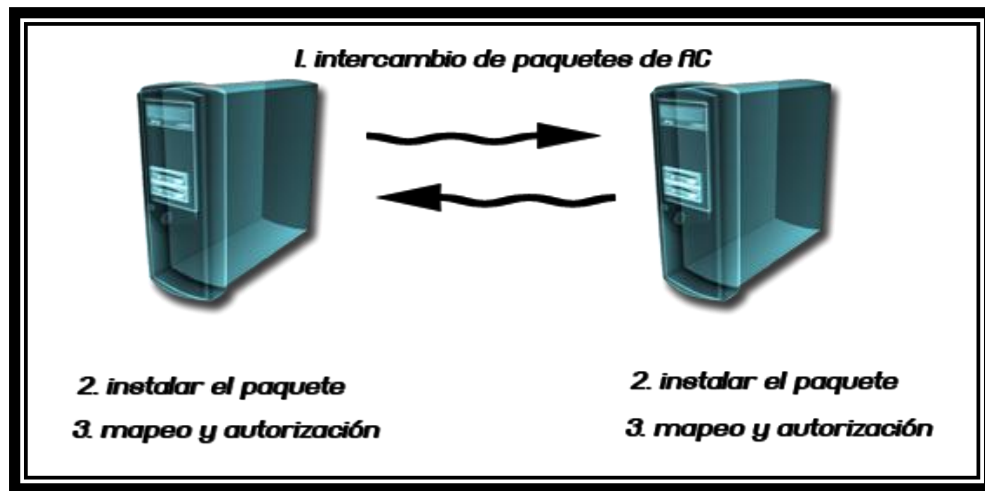 1. intercambio de paquetes de AC
2. instalar el paquete
3. mapeo y autorización
2. instalar el paquete
3. mapeo y autorización